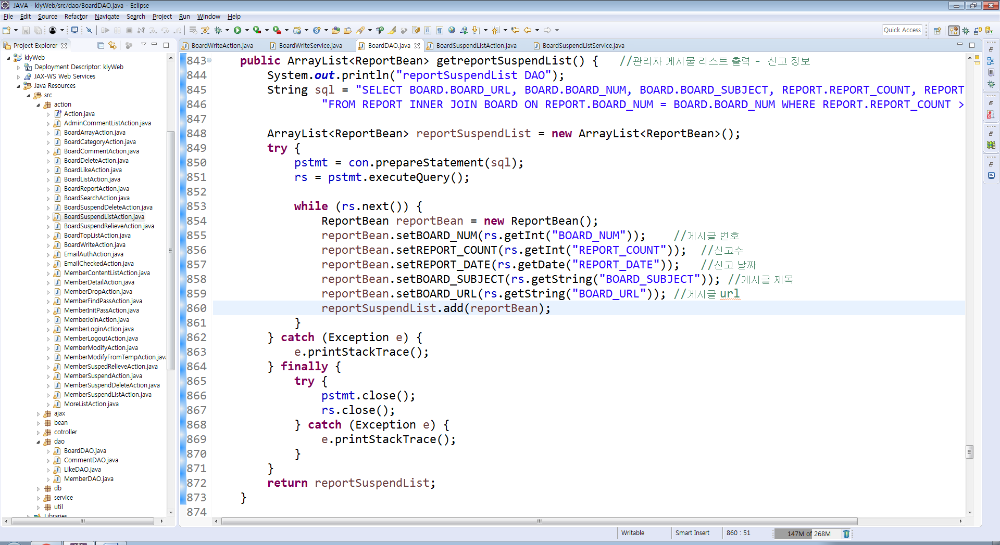 JAVA - klyWeb/src/dao/BoardDAO.java - Eclipse
File Edit Source Refactor Navigate Search Project Run Window Help
Quick Access
Project Explorer
BoardWriteAction.java BoardWriteService.java BoardDAO.java BoardSuspendListAction.java BoardSuspendListService.java
klyWeb
Deployment Descriptor: klyWeb
JAX-WS Web Services
Java Resources
src
action
Action.java
AdminCommentListAction.java
BoardArrayAction.java
BoardCategoryAction.java
BoardCommentAction.java
BoardDeleteAction.java
BoardLikeAction.java
BoardListAction.java
BoardReportAction.java
BoardSearchAction.java
BoardSuspendDeleteAction.java
BoardSuspendListAction.java
BoardSuspendRelieveAction.java
BoardTopListAction.java
BoardWriteAction.java
EmailAuthAction.java
EmailCheckedAction.java
MemberContentListAction.java
MemberDetailAction.java
MemberDropAction.java
MemberFindPassAction.java
MemberInitPassAction.java
MemberJoinAction.java
MemberLoginAction.java
MemberLogoutAction.java
MemberModifyAction.java
MemberModifyFromTempAction.java
MemberSuspedRelieveAction.java
MemberSuspendAction.java
MemberSuspendDeleteAction.java
MemberSuspendListAction.java
MoreListAction.java
ajax
bean
cotroller
dao
BoardDAO.java
CommentDAO.java
LikeDAO.java
MemberDAO.java
db
service
util
Libraries
843 public ArrayList<ReportBean> getreportSuspendList() { //관리자 게시물 리스트 출력 - 신고 정보
844 System.out.println("reportSuspendList DAO");
845 String sql = "SELECT BOARD.BOARD_URL, BOARD.BOARD_NUM, BOARD.BOARD_SUBJECT, REPORT.REPORT_COUNT, REPORT
846 "FROM REPORT INNER JOIN BOARD ON REPORT.BOARD_NUM = BOARD.BOARD_NUM WHERE REPORT.REPORT_COUNT >
847
848 ArrayList<ReportBean> reportSuspendList = new ArrayList<ReportBean>();
849 try {
850 pstmt = con.prepareStatement(sql);
851 rs = pstmt.executeQuery();
852
853 while (rs.next()) {
854 ReportBean reportBean = new ReportBean();
855 reportBean.setBOARD_NUM(rs.getInt("BOARD_NUM")); //게시글 번호
856 reportBean.setREPORT_COUNT(rs.getInt("REPORT_COUNT")); //신고수
857 reportBean.setREPORT_DATE(rs.getDate("REPORT_DATE")); //신고 날짜
858 reportBean.setBOARD_SUBJECT(rs.getString("BOARD_SUBJECT")); //게시글 제목
859 reportBean.setBOARD_URL(rs.getString("BOARD_URL")); //게시글 url
860 reportSuspendList.add(reportBean);
861 }
862 } catch (Exception e) {
863 e.printStackTrace();
864 } finally {
865 try {
866 pstmt.close();
867 rs.close();
868 } catch (Exception e) {
869 e.printStackTrace();
870 }
871 }
872 return reportSuspendList;
873 }
874
Writable Smart Insert 860 : 51 147M of 268M